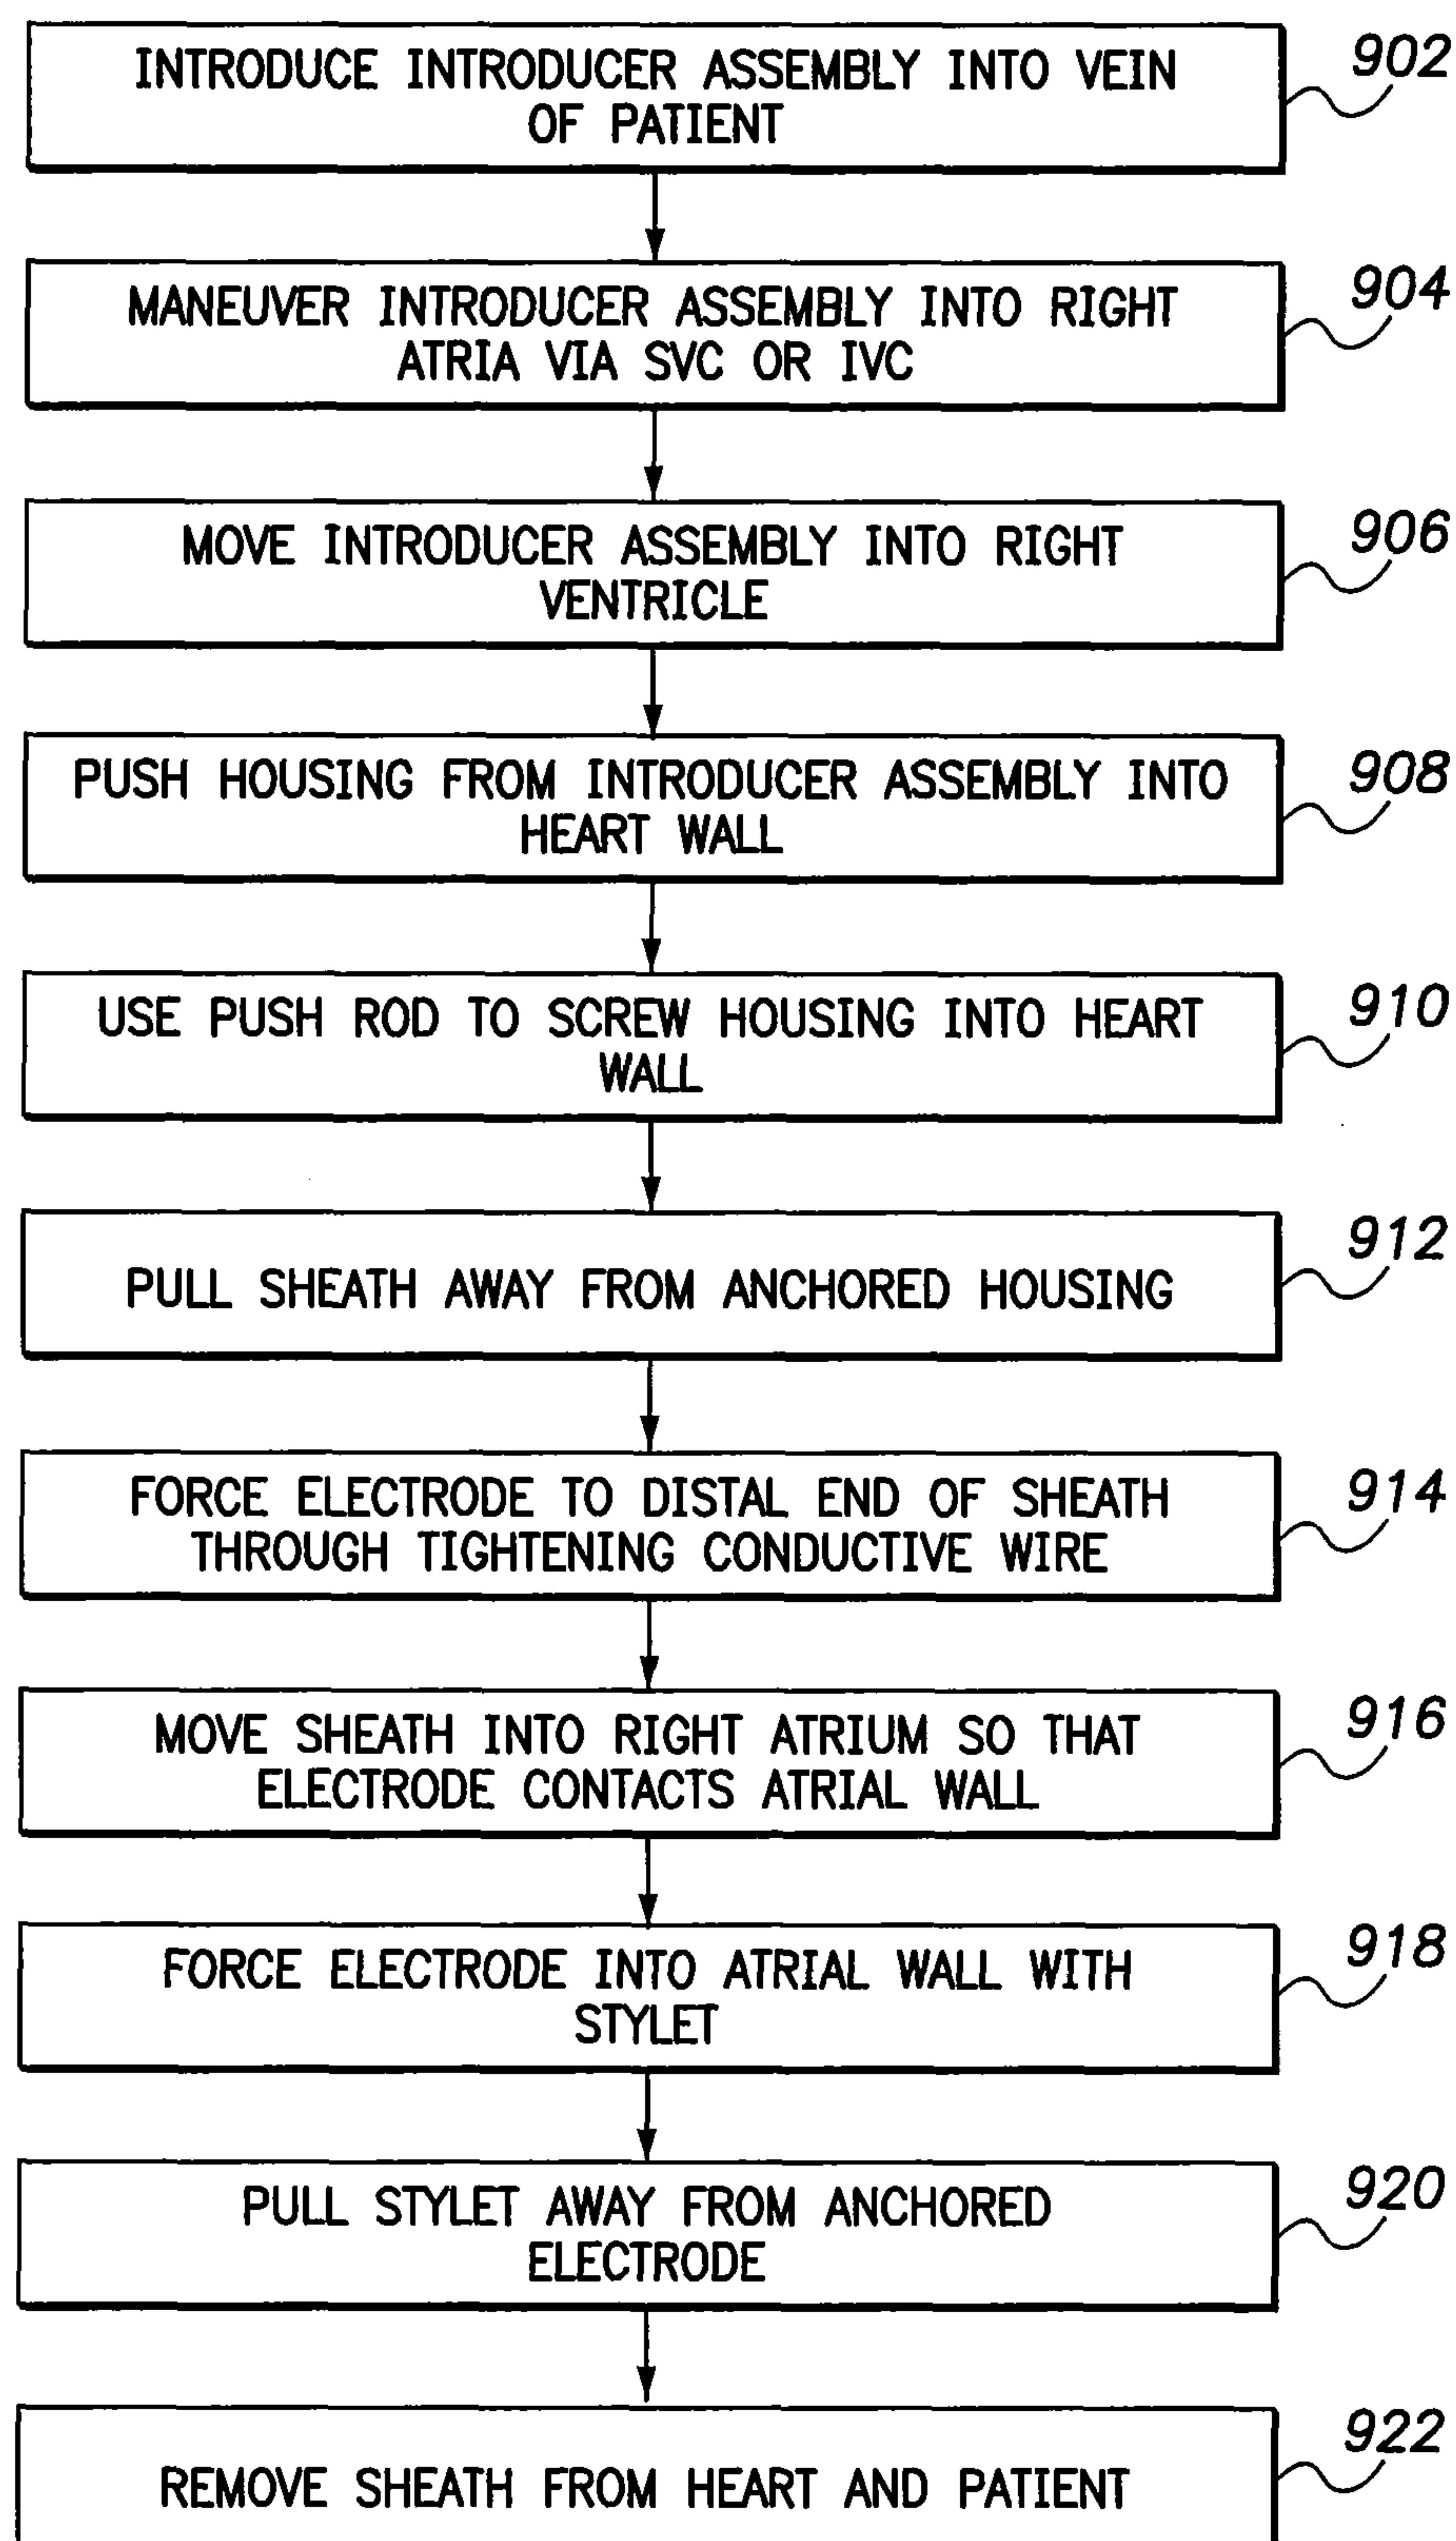 INTRODUCE INTRODUCER ASSEMBLY INTO VEIN
OF PATIENT
902
MANEUVER INTRODUCER ASSEMBLY INTO RIGHT
ATRIA VIA SVC OR IVC
904
MOVE INTRODUCER ASSEMBLY INTO RIGHT
VENTRICLE
906
PUSH HOUSING FROM INTRODUCER ASSEMBLY INTO
HEART WALL
908
USE PUSH ROD TO SCREW HOUSING INTO HEART
WALL
910
PULL SHEATH AWAY FROM ANCHORED HOUSING
912
FORCE ELECTRODE TO DISTAL END OF SHEATH
THROUGH TIGHTENING CONDUCTIVE WIRE
914
MOVE SHEATH INTO RIGHT ATRIUM SO THAT
ELECTRODE CONTACTS ATRIAL WALL
916
FORCE ELECTRODE INTO ATRIAL WALL WITH
STYLET
918
PULL STYLET AWAY FROM ANCHORED
ELECTRODE
920
REMOVE SHEATH FROM HEART AND PATIENT
922